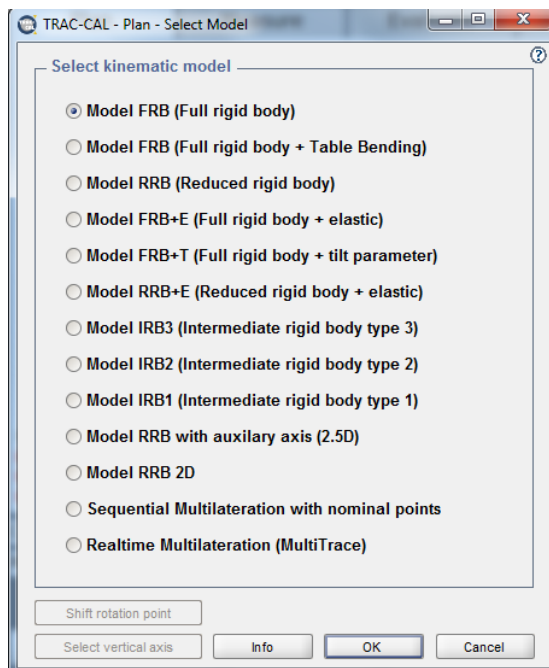 TRAC-CAL - Plan - Select Model
Select kinematic model
?
Model FRB (Full rigid body)
Model FRB (Full rigid body + Table Bending)
Model RRB (Reduced rigid body)
Model FRB+E (Full rigid body + elastic)
Model FRB+T (Full rigid body + tilt parameter)
Model RRB+E (Reduced rigid body + elastic)
Model IRB3 (Intermediate rigid body type 3)
Model IRB2 (Intermediate rigid body type 2)
Model IRB1 (Intermediate rigid body type 1)
Model RRB with auxilary axis (2.5D)
Model RRB 2D
Sequential Multilateration with nominal points
Realtime Multilateration (MultiTrace)
Shift rotation point
Select vertical axis
Info
OK
Cancel